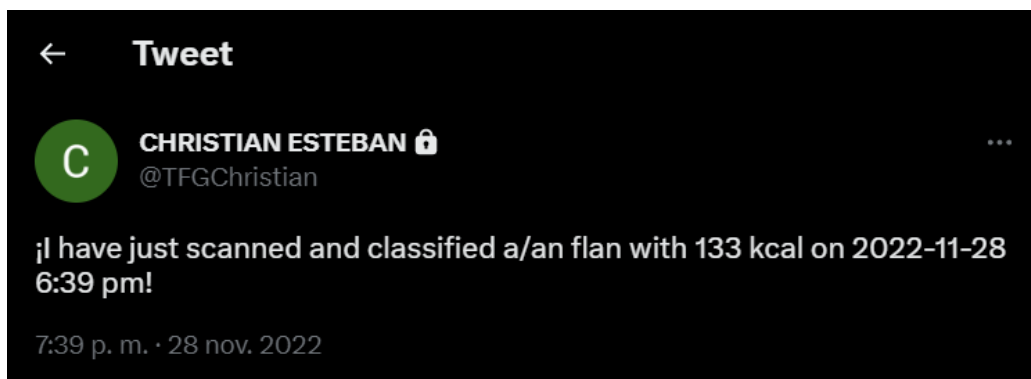 Tweet
C
CHRISTIAN ESTEBAN
@TFGChristian
¡I have just scanned and classified a/an flan with 133 kcal on 2022-11-28
6:39 pm!
7:39 p. m. · 28 nov. 2022